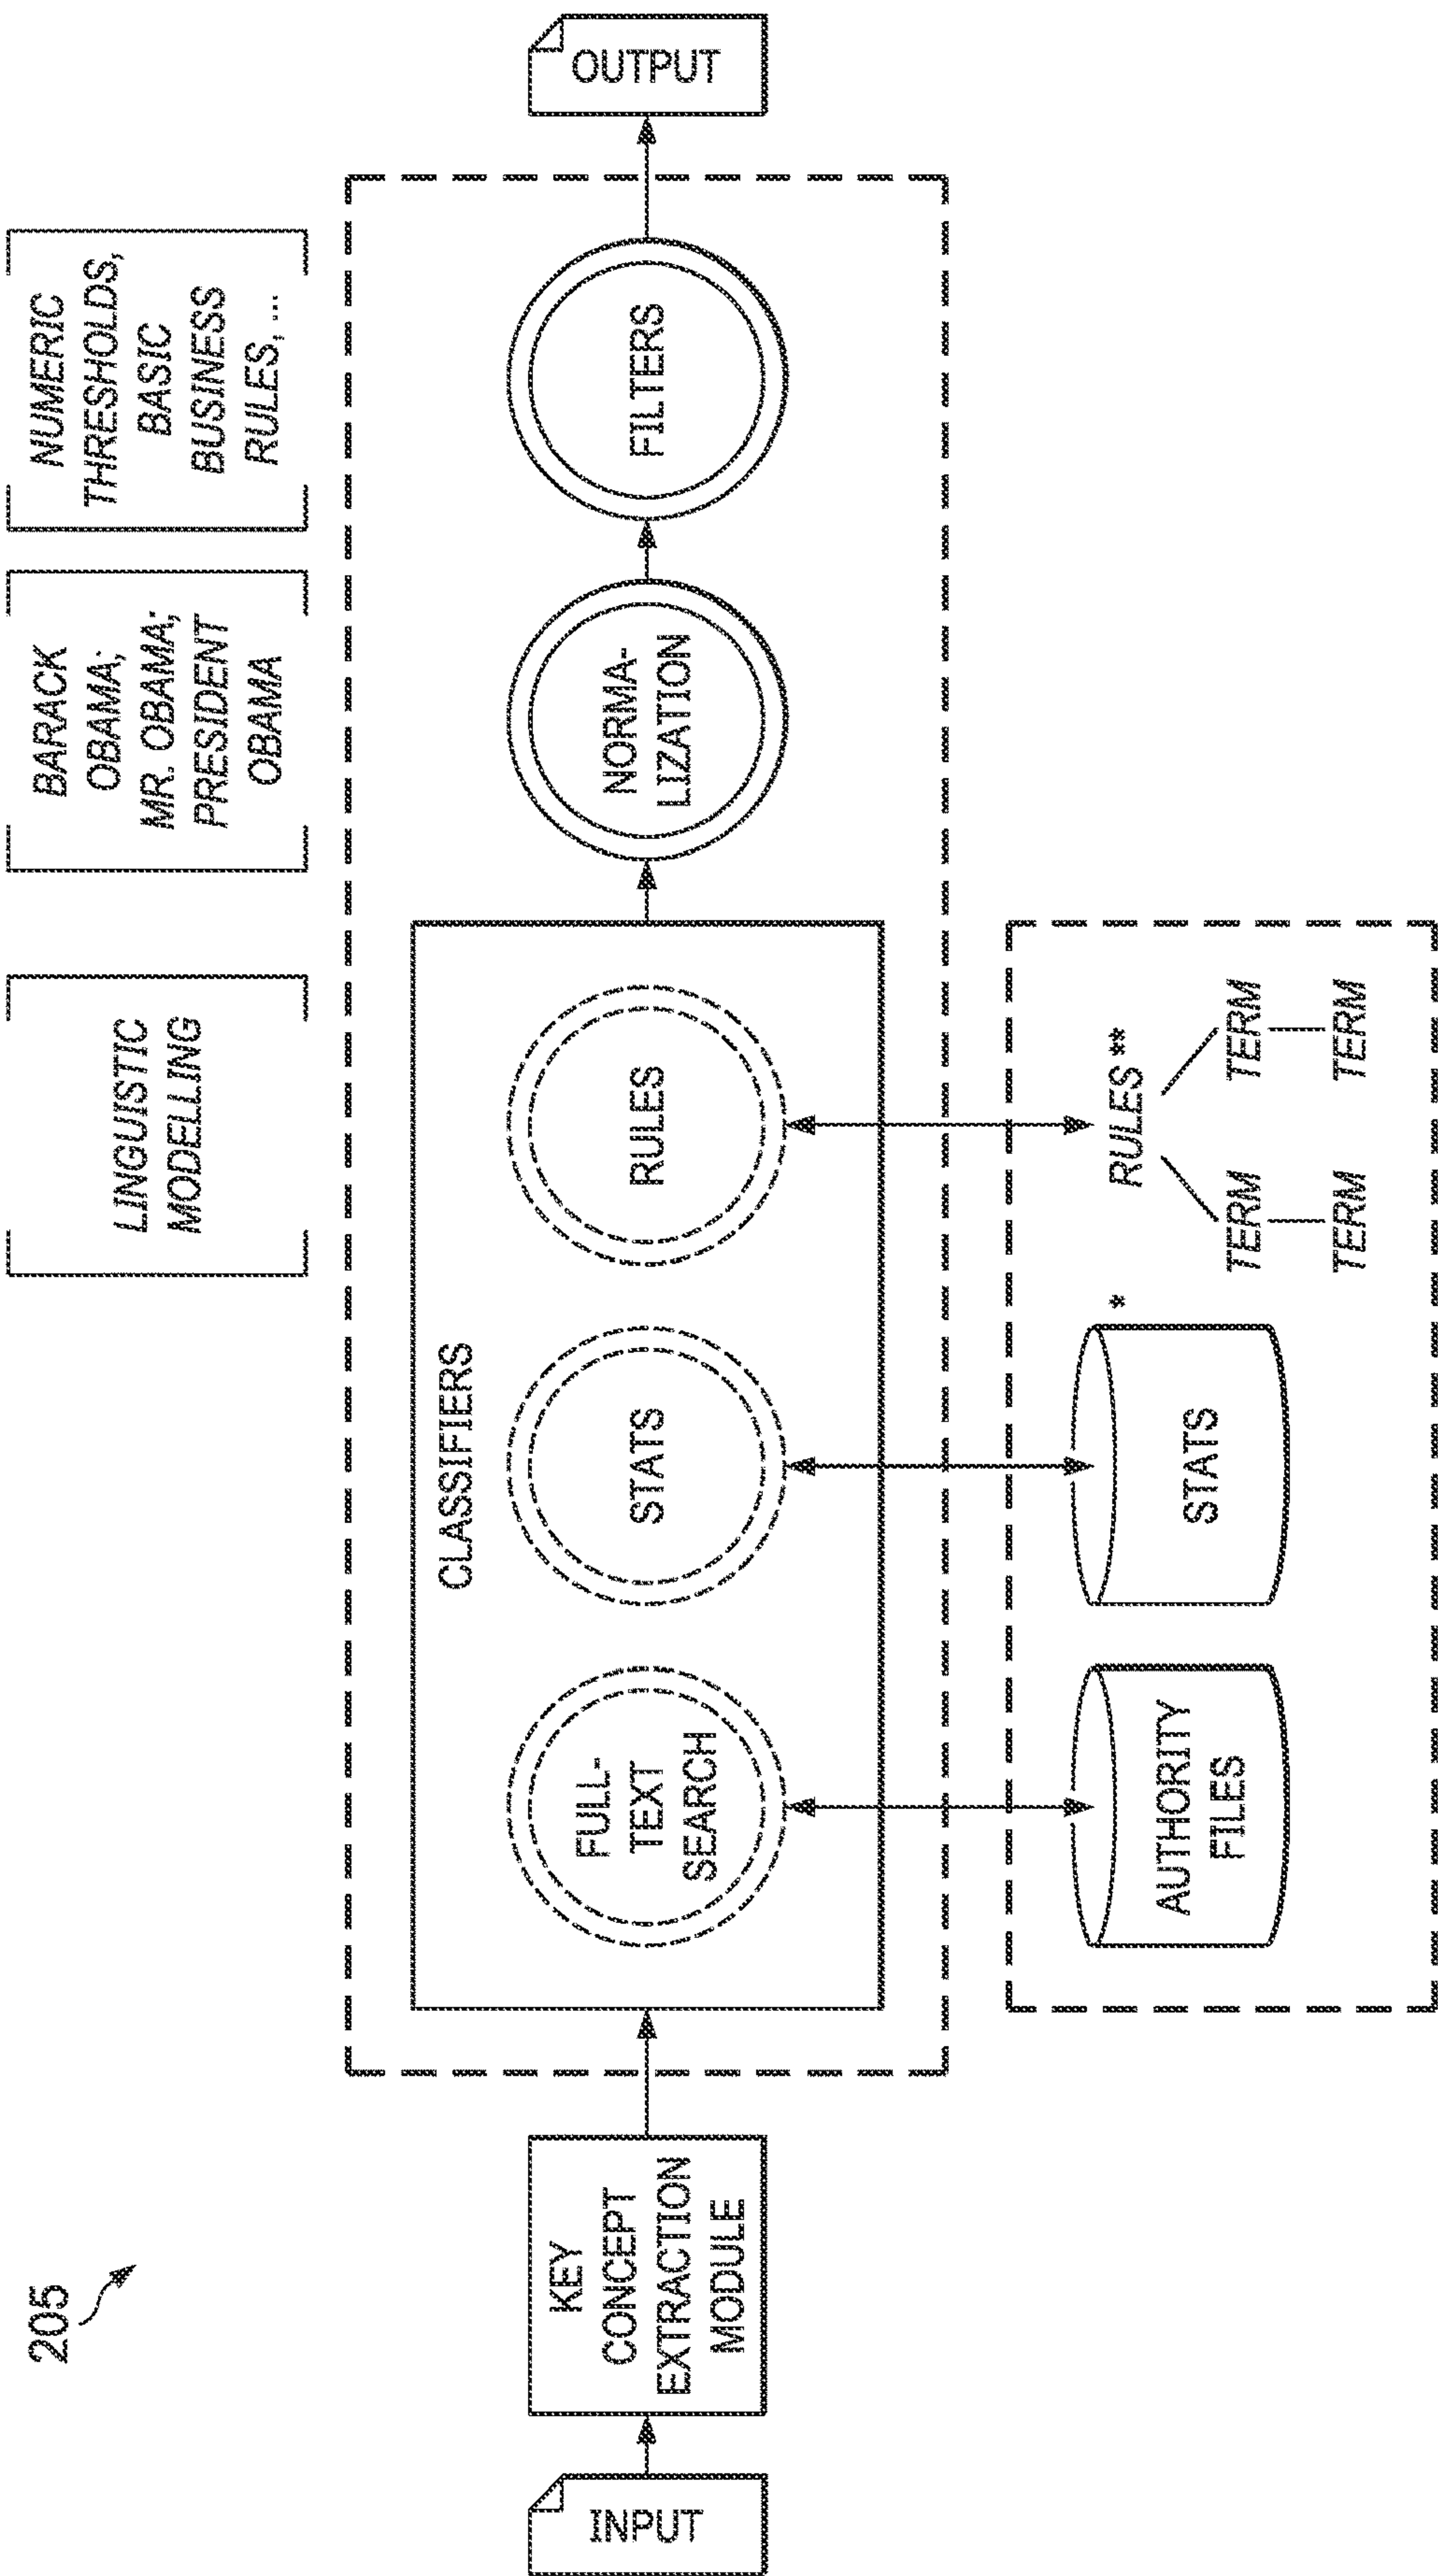 205
LINGUISTIC
MODELLING
BARACK
OBAMA;
MR. OBAMA;
PRESIDENT
OBAMA
NUMERIC
THRESHOLDS,
BASIC
BUSINESS
RULES, ...
INPUT
KEY
CONCEPT
EXTRACTION
MODULE
CLASSIFIERS
FULL-
TEXT
SEARCH
STATS
RULES
NORMA-
LIZATION
FILTERS
OUTPUT
AUTHORITY
FILES
STATS
*
RULES**
TERM
TERM
TERM
TERM